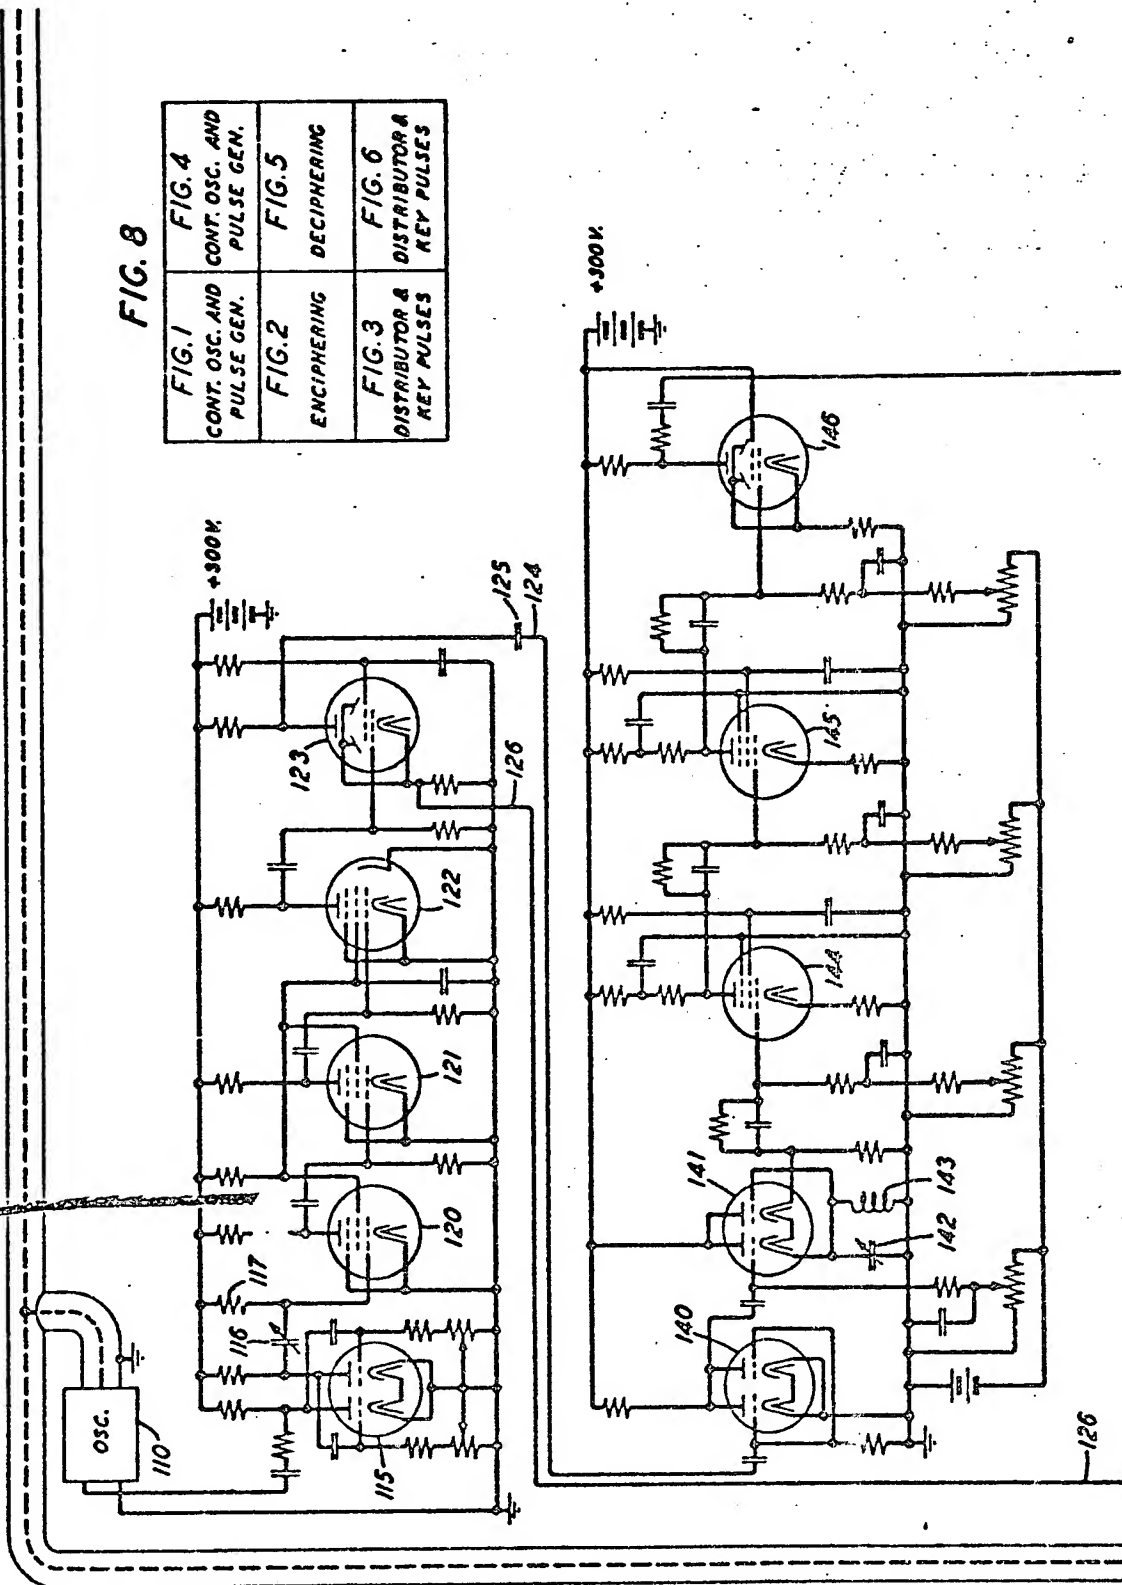 FIG. 8
FIG. 1
CONT. OSC. AND
PULSE GEN.
FIG. 4
CONT. OSC. AND
PULSE GEN.
FIG. 2
ENCIPHERING
FIG. 5
DECIPHERING
FIG. 3
DISTRIBUTOR &
KEY PULSES
FIG. 6
DISTRIBUTOR &
KEY PULSES
OSC.
110
+300V.
117
116
115
120
121
122
123
125
124
126
+300V.
140
141
142
143
144
145
146
126